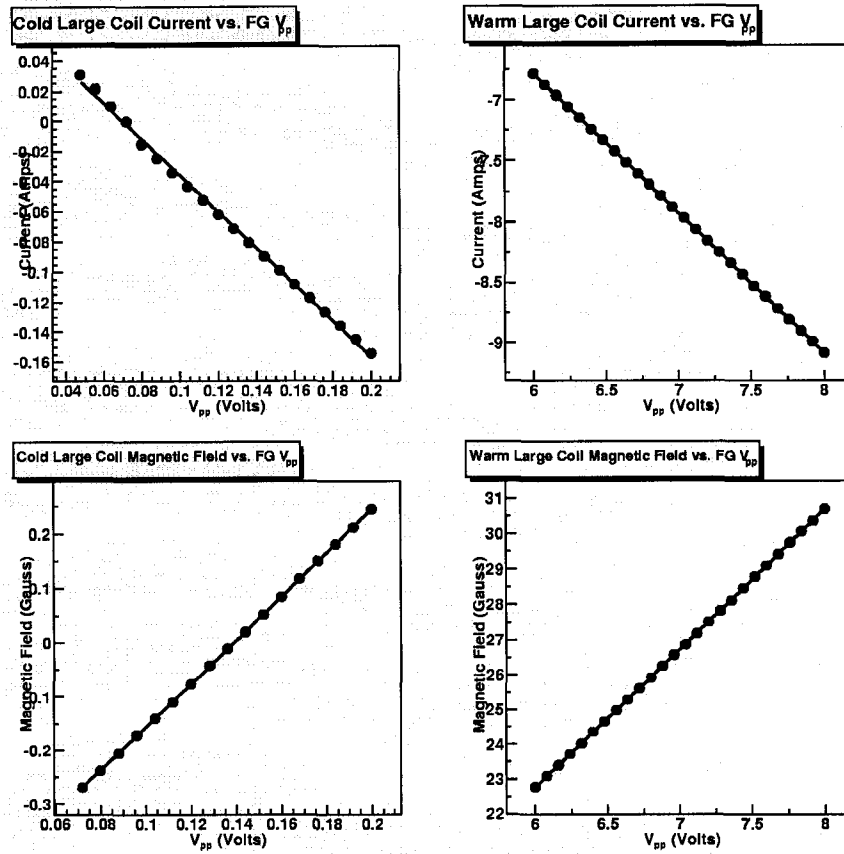 Cold Large Coil Current vs. FG Vpp
Current (Amps)
0.04
0.02
0
-0.02
-0.04
-0.06
-0.08
-0.1
-0.12
-0.14
-0.16
0.04 0.06 0.08 0.1 0.12 0.14 0.16 0.18 0.2
Vpp (Volts)
Warm Large Coil Current vs. FG Vpp
Current (Amps)
-7
-7.5
-8
-8.5
-9
6 6.5 7 7.5 8
Vpp (Volts)
Cold Large Coil Magnetic Field vs. FG Vpp
Magnetic Field (Gauss)
0.2
0.1
0
-0.1
-0.2
-0.3
0.06 0.08 0.1 0.12 0.14 0.16 0.18 0.2
Vpp (Volts)
Warm Large Coil Magnetic Field vs. FG Vpp
Magnetic Field (Gauss)
31
30
29
28
27
26
25
24
23
22
6 6.5 7 7.5 8
Vpp (Volts)